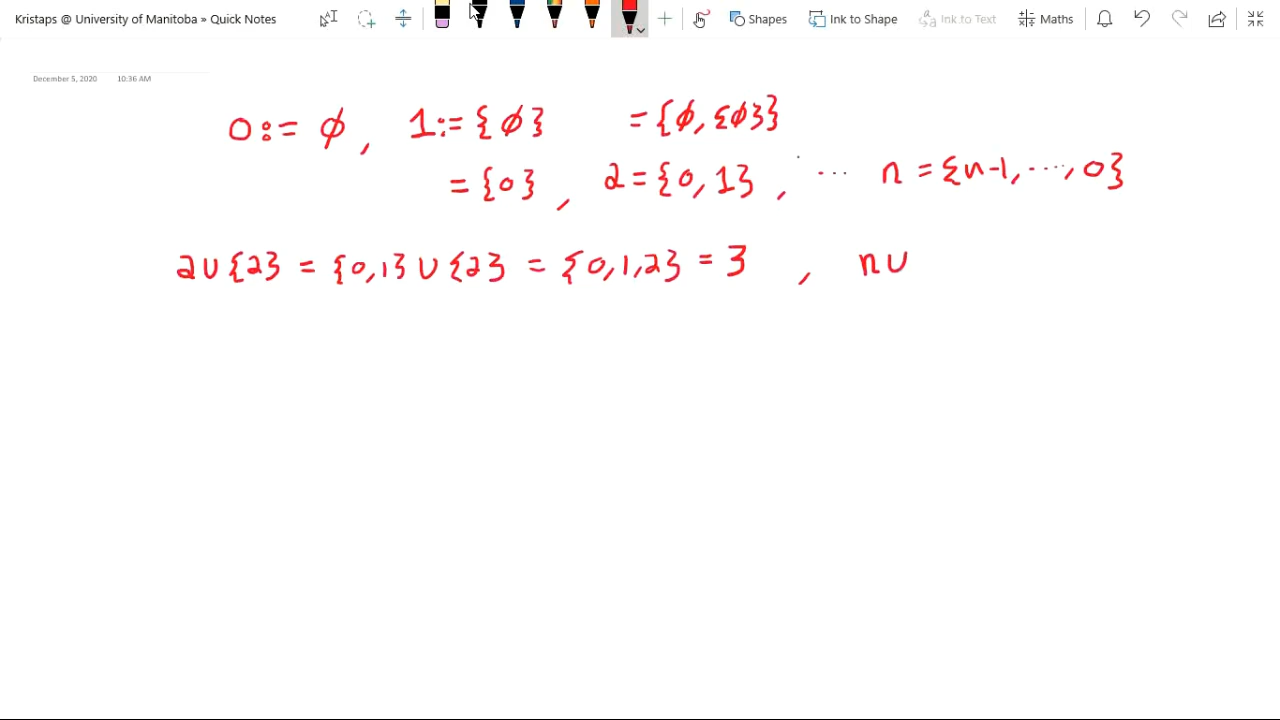 Kristaps @ University of Manitoba » Quick Notes Shapes Ink to Shape Ink to Text Maths
December 5, 2020 10:36 AM
0:= ∅, 1:= {∅} = {∅, {∅}}
= {0}, 2 = {0, 1}, ... n = {n-1, ..., 0}
2∪{2} = {0,1}∪{2} = {0,1,2} = 3 , n∪